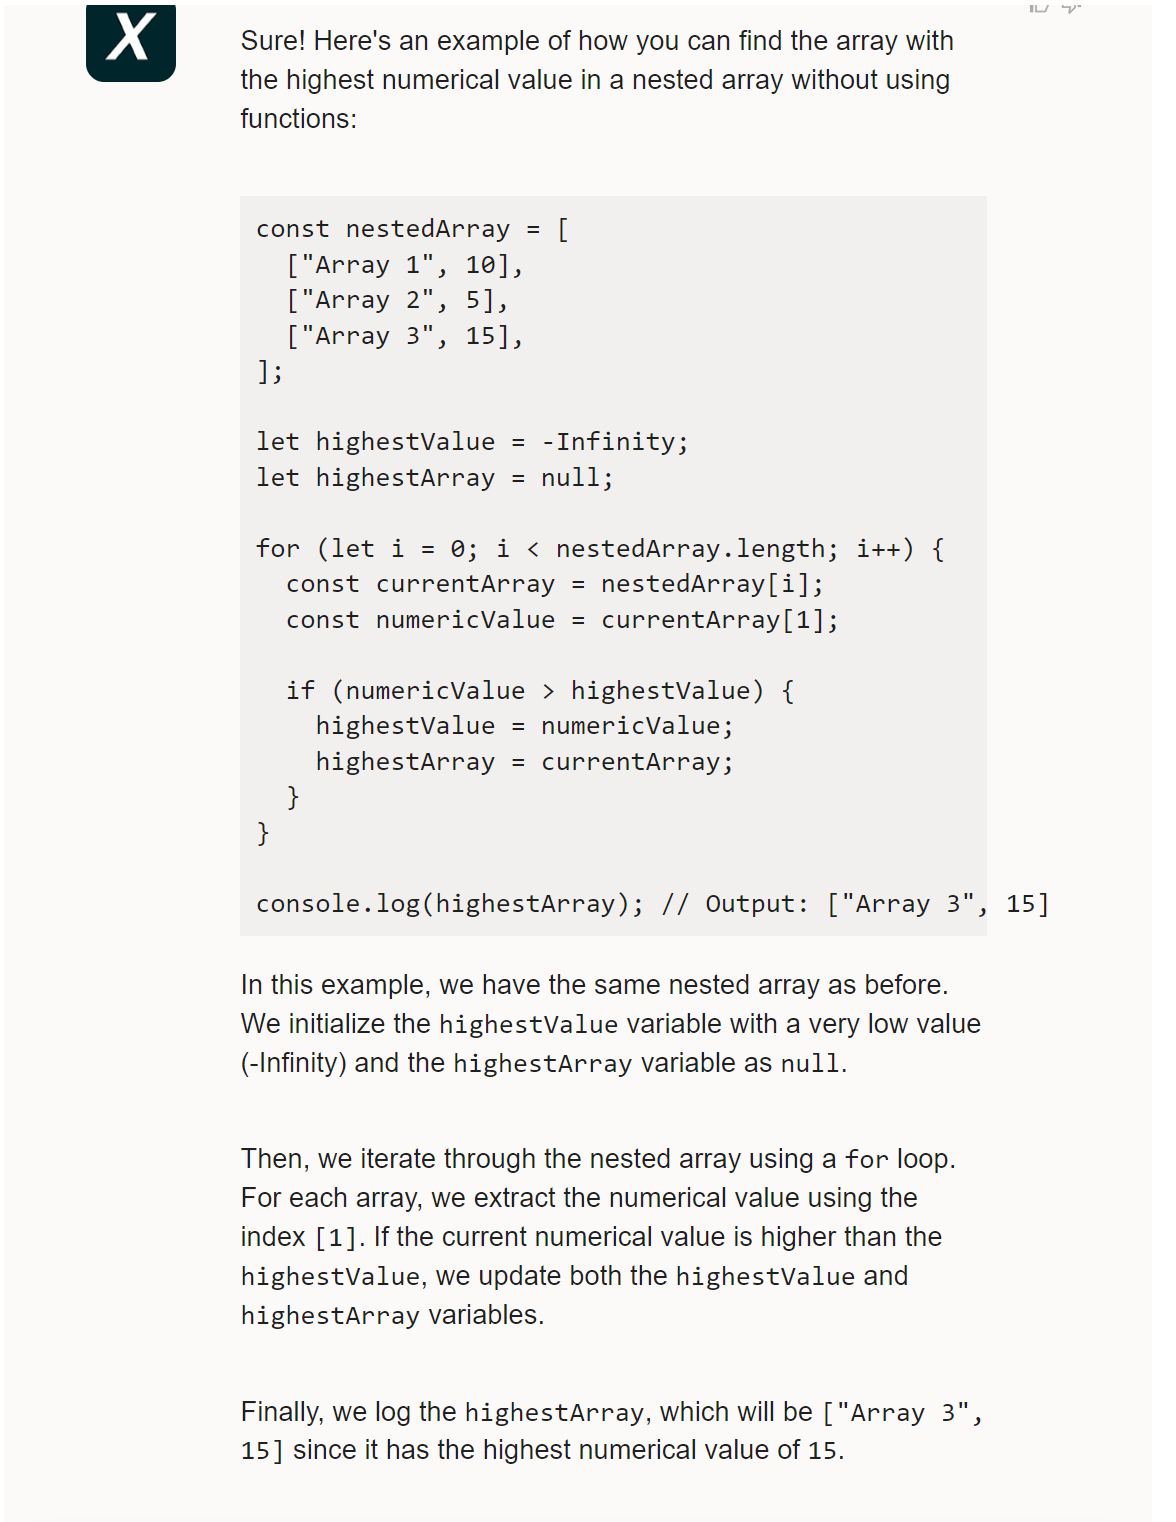 X
Sure! Here's an example of how you can find the array with
the highest numerical value in a nested array without using
functions:
const nestedArray = [
  ["Array 1", 10],
  ["Array 2", 5],
  ["Array 3", 15],
];
let highestValue = -Infinity;
let highestArray = null;
for (let i = 0; i < nestedArray.length; i++) {
  const currentArray = nestedArray[i];
  const numericValue = currentArray[1];
  if (numericValue > highestValue) {
    highestValue = numericValue;
    highestArray = currentArray;
  }
}
console.log(highestArray); // Output: ["Array 3", 15]
In this example, we have the same nested array as before.
We initialize the highestValue variable with a very low value
(-Infinity) and the highestArray variable as null.
Then, we iterate through the nested array using a for loop.
For each array, we extract the numerical value using the
index [1]. If the current numerical value is higher than the
highestValue, we update both the highestValue and
highestArray variables.
Finally, we log the highestArray, which will be ["Array 3",
15] since it has the highest numerical value of 15.